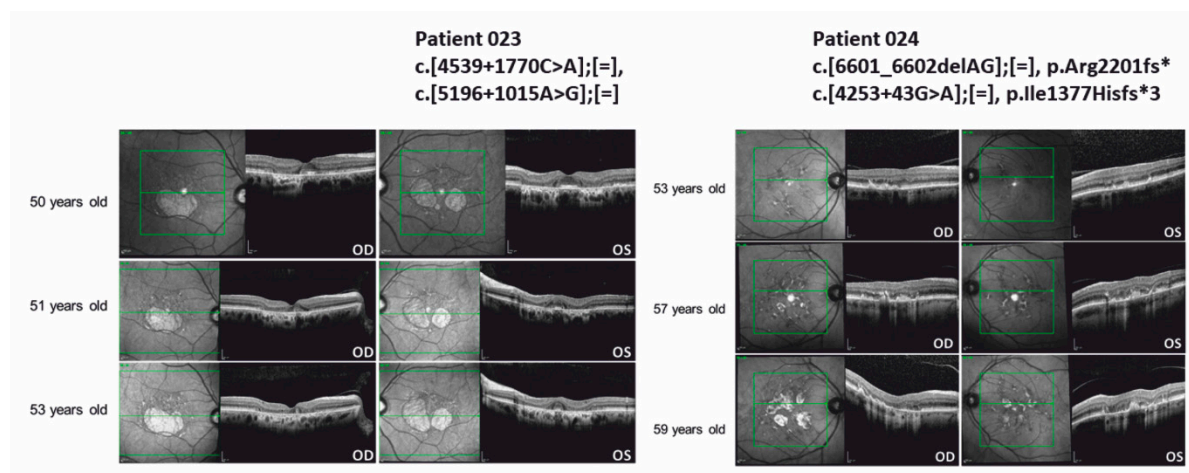 Patient 023
c.[4539+1770C>A];[=],
c.[5196+1015A>G];[=]
Patient 024
c.[6601_6602delAG];[=], p.Arg2201fs*
c.[4253+43G>A];[=], p.Ile1377Hisfs*3
50 years old
OD
OS
51 years old
OD
OS
53 years old
OD
OS
53 years old
OD
OS
57 years old
OD
OS
59 years old
OD
OS